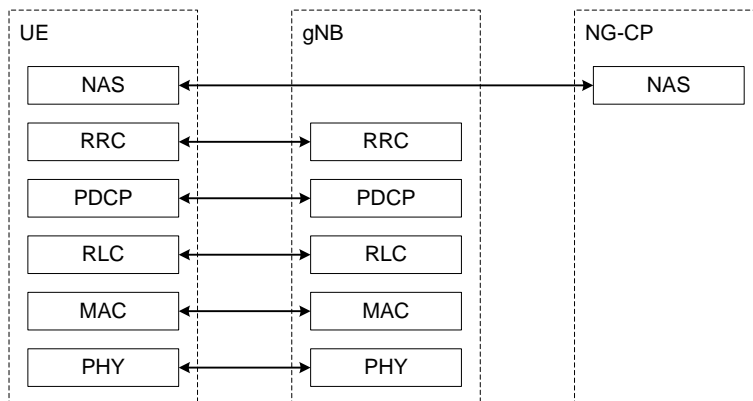 UE gNB NG-CP
NAS NAS
RRC RRC
PDCP PDCP
RLC RLC
MAC MAC
PHY PHY